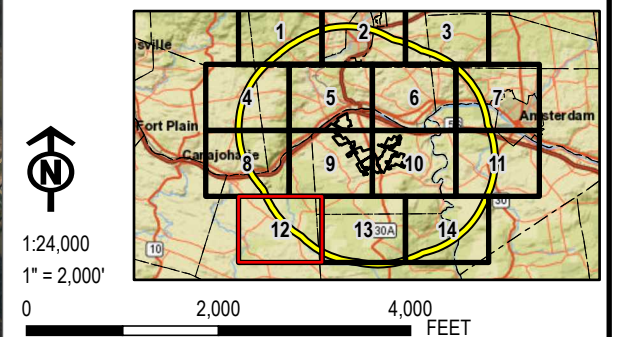 1 2 3
sville
4 5 6 7
5S
Amsterdam
Fort Plain
Canajoharie
8 9 10 11
30
12 13 30A 14
10
N
1:24,000
1" = 2,000'
0 2,000 4,000
FEET